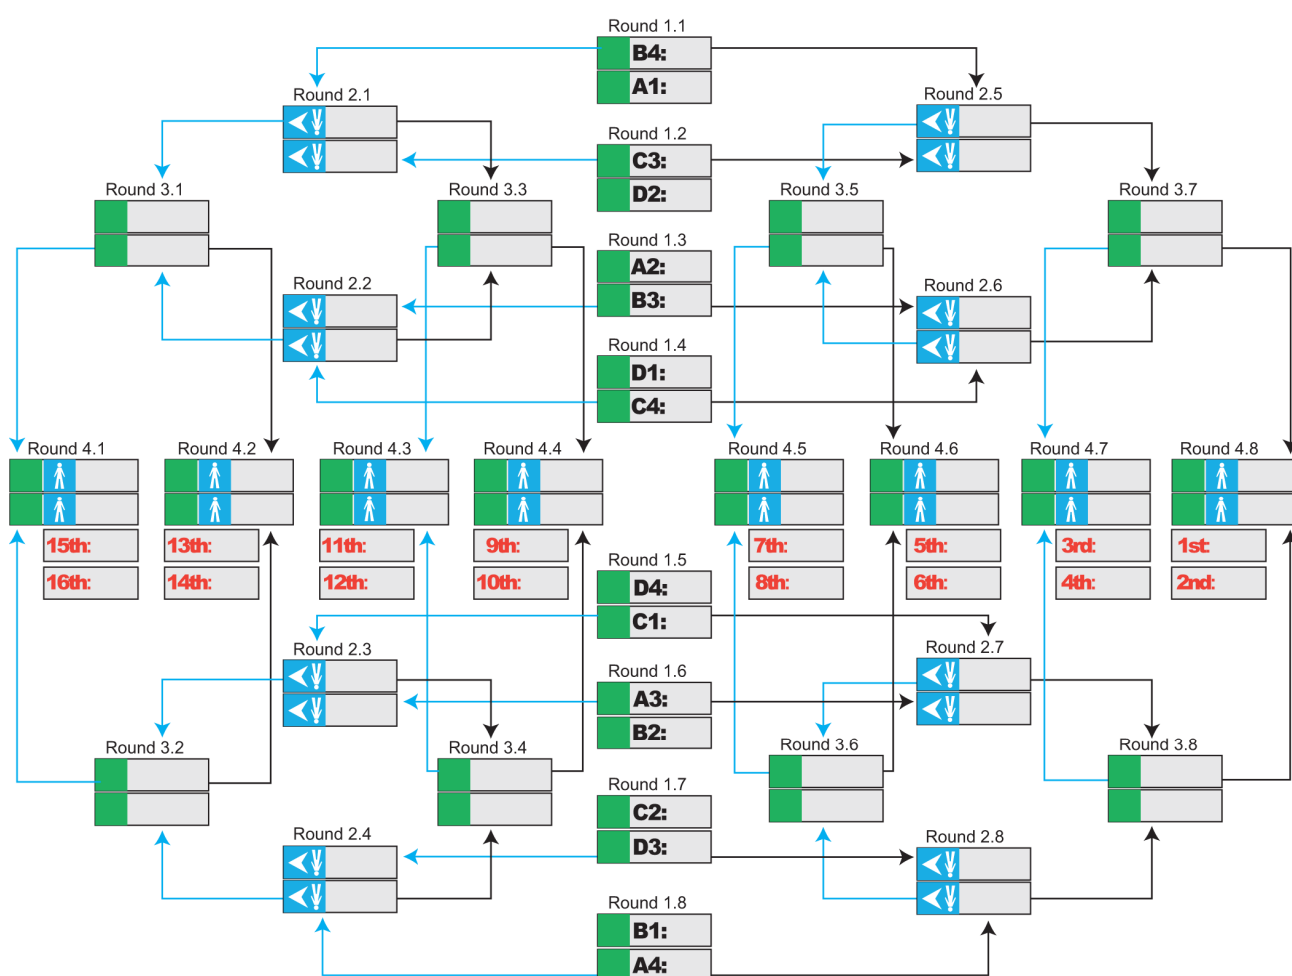 Round 1.1
B4:
A1:
Round 2.1
Round 2.5
Round 1.2
C3:
D2:
Round 3.1
Round 3.3
Round 3.5
Round 3.7
Round 1.3
A2:
B3:
Round 2.2
Round 2.6
Round 1.4
D1:
C4:
Round 4.1
Round 4.2
Round 4.3
Round 4.4
Round 4.5
Round 4.6
Round 4.7
Round 4.8
15th:
13th:
11th:
9th:
7th:
5th:
3rd:
1st:
16th:
14th:
12th:
10th:
8th:
6th:
4th:
2nd:
Round 1.5
D4:
C1:
Round 2.3
Round 2.7
Round 1.6
A3:
B2:
Round 3.2
Round 3.4
Round 3.6
Round 3.8
Round 1.7
C2:
D3:
Round 2.4
Round 2.8
Round 1.8
B1:
A4: